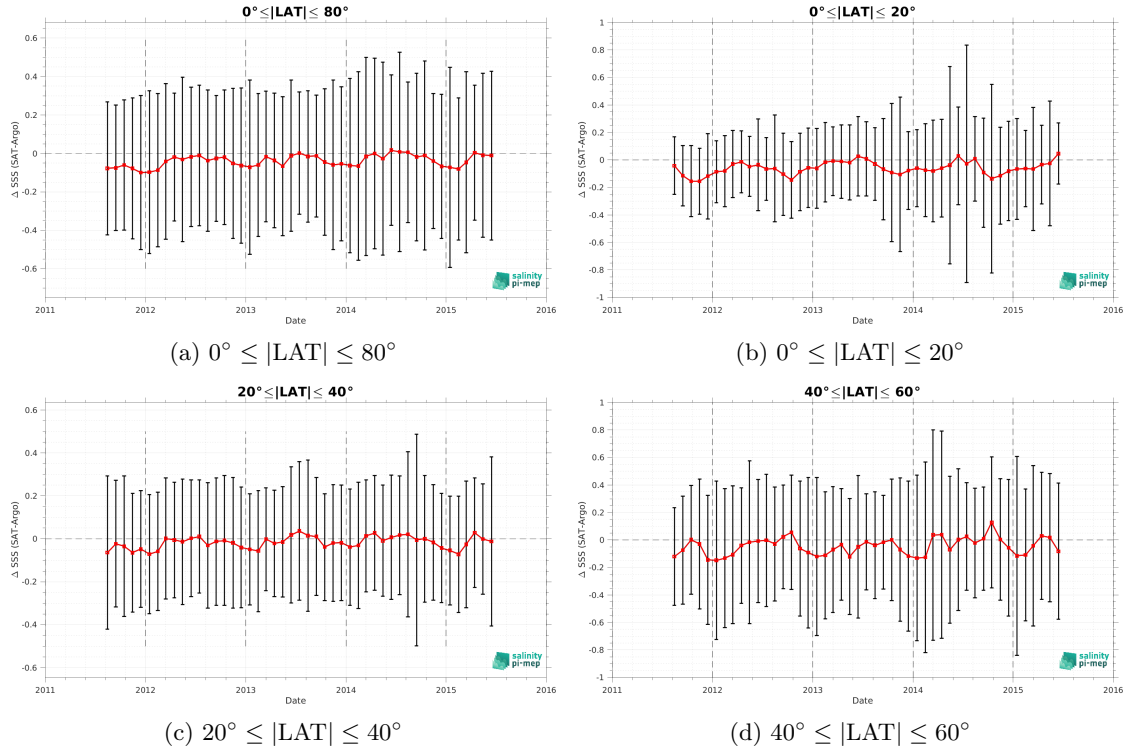 0°≤|LAT|≤ 80°
Δ SSS (SAT-Argo)
0.6
0.4
0.2
0
-0.2
-0.4
-0.6
2011
2012
2013
2014
2015
2016
Date
salinity
pi-mep
(a) 0° ≤ |LAT| ≤ 80°
0°≤|LAT|≤ 20°
Δ SSS (SAT-Argo)
1
0.8
0.6
0.4
0.2
0
-0.2
-0.4
-0.6
-0.8
-1
2011
2012
2013
2014
2015
2016
Date
salinity
pi-mep
(b) 0° ≤ |LAT| ≤ 20°
20°≤|LAT|≤ 40°
Δ SSS (SAT-Argo)
0.6
0.4
0.2
0
-0.2
-0.4
-0.6
2011
2012
2013
2014
2015
2016
Date
salinity
pi-mep
(c) 20° ≤ |LAT| ≤ 40°
40°≤|LAT|≤ 60°
Δ SSS (SAT-Argo)
1
0.8
0.6
0.4
0.2
0
-0.2
-0.4
-0.6
-0.8
-1
2011
2012
2013
2014
2015
2016
Date
salinity
pi-mep
(d) 40° ≤ |LAT| ≤ 60°